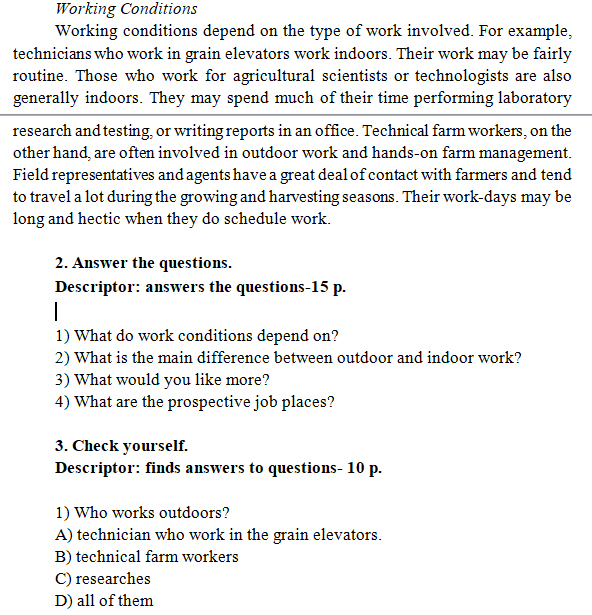 Working Conditions
Working conditions depend on the type of work involved. For example,
technicians who work in grain elevators work indoors. Their work may be fairly
routine. Those who work for agricultural scientists or technologists are also
generally indoors. They may spend much of their time performing laboratory
research and testing, or writing reports in an office. Technical farm workers, on the
other hand, are often involved in outdoor work and hands-on farm management.
Field representatives and agents have a great deal of contact with farmers and tend
to travel a lot during the growing and harvesting seasons. Their work-days may be
long and hectic when they do schedule work.
2. Answer the questions.
Descriptor: answers the questions-15 p.
1) What do work conditions depend on?
2) What is the main difference between outdoor and indoor work?
3) What would you like more?
4) What are the prospective job places?
3. Check yourself.
Descriptor: finds answers to questions- 10 p.
1) Who works outdoors?
A) technician who work in the grain elevators.
B) technical farm workers
C) researches
D) all of them